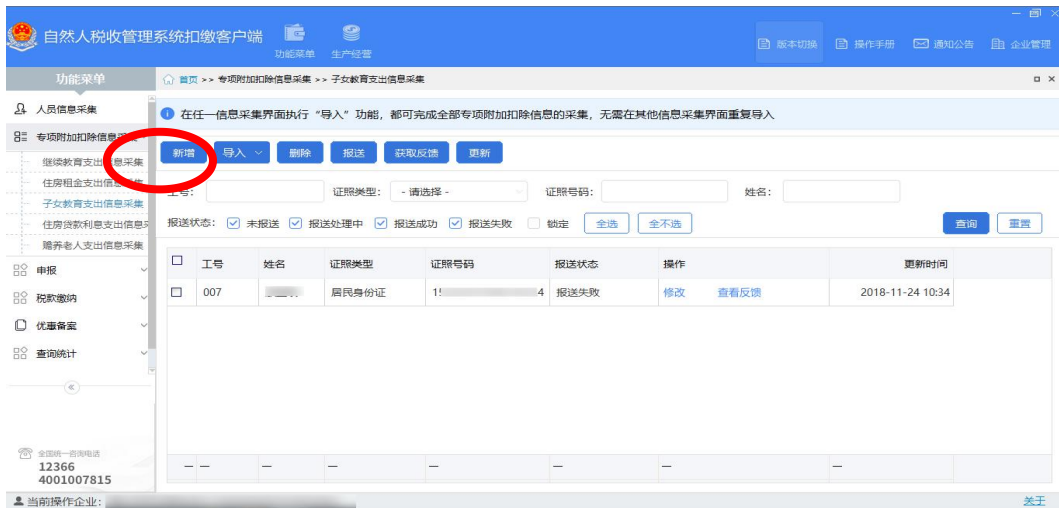 自然人税收管理系统扣缴客户端
功能菜单 生产经营 版本切换 操作手册 通知公告 企业管理
功能菜单 首页 >> 专项附加扣除信息采集 >> 子女教育支出信息采集
人员信息采集
专项附加扣除信息采集
继续教育支出信息采集
住房租金支出信息采集
子女教育支出信息采集
住房贷款利息支出信息采
赡养老人支出信息采集
申报
税款缴纳
优惠备案
查询统计
全国统一咨询电话
12366
4001007815
在任一信息采集界面执行“导入”功能，都可完成全部专项附加扣除信息的采集，无需在其他信息采集界面重复导入
新增 导入 删除 报送 获取反馈 更新
工号: 证照类型: - 请选择 - 证照号码: 姓名:
报送状态: 未报送 报送处理中 报送成功 报送失败 锁定 全选 全不选 查询 重置
工号 姓名 证照类型 证照号码 报送状态 操作 更新时间
007 居民身份证 15 4 报送失败 修改 查看反馈 2018-11-24 10:34
— — — — — — — —
当前操作企业: 关于